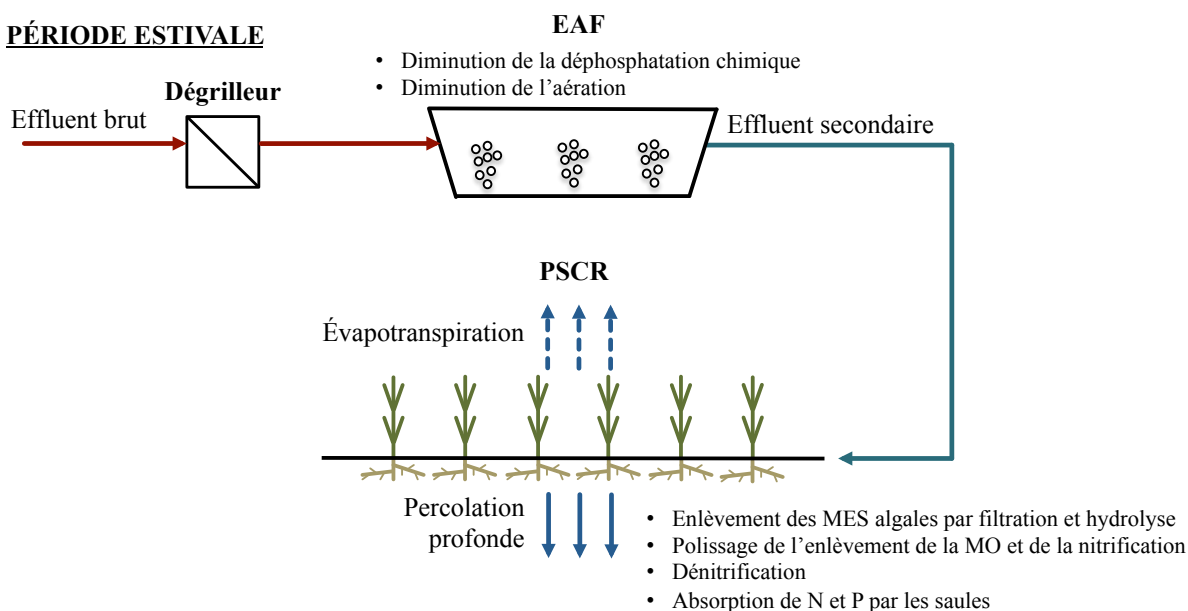 PÉRIODE ESTIVALE
EAF
• Diminution de la déphosphatation chimique
• Diminution de l’aération
Dégrilleur
Effluent brut
Effluent secondaire
PSCR
Évapotranspiration
Percolation
profonde
• Enlèvement des MES algales par filtration et hydrolyse
• Polissage de l’enlèvement de la MO et de la nitrification
• Dénitrification
• Absorption de N et P par les saules